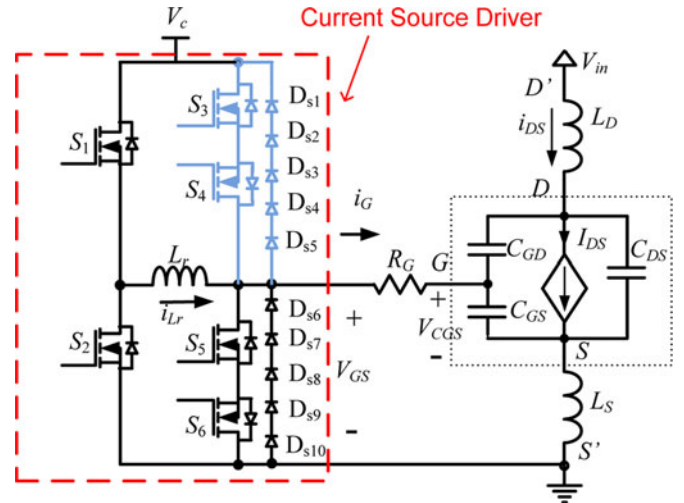 Current Source Driver
V_c
V_in
D'
S_3
D_s1
i_DS
L_D
S_1
D_s2
D_s3
S_4
D_s4
i_G
D
D_s5
C_GD
I_DS
C_DS
L_r
R_G
G
i_Lr
+
+
C_GS
D_s6
S_2
S_5
D_s7
V_CGS
D_s8
V_GS
-
S
S_6
D_s9
L_S
D_s10
-
S'